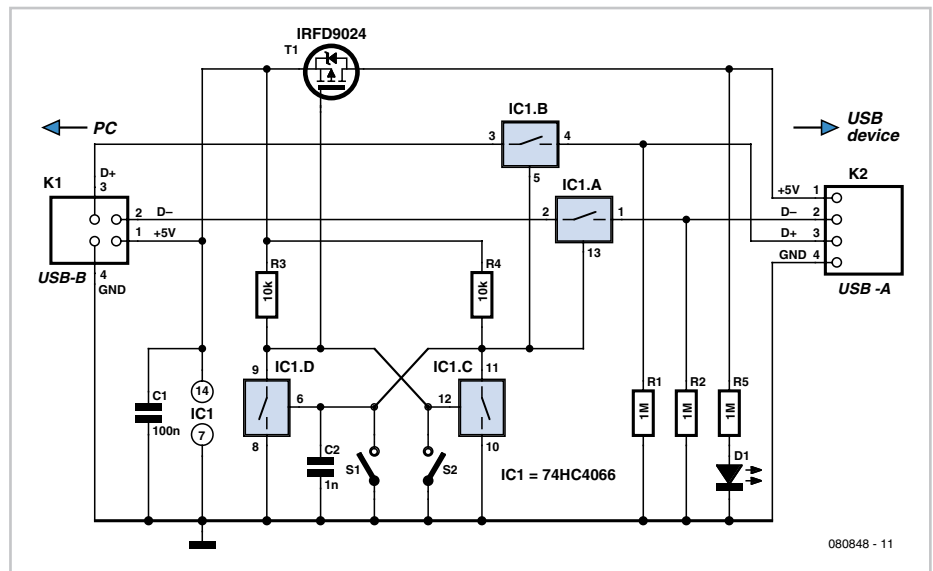 IRFD9024
T1
IC1.B
PC
USB
device
3
4
D+
K1
3
5
IC1.A
K2
+5V 1
2 D–
2
1
D– 2
1 +5V
D+ 3
13
GND 4
USB-B
4
GND
R3
R4
USB -A
10k
10k
9
IC1.D
IC1.C
11
R1
R2
R5
14
6
12
C1
IC1
1M
1M
1M
7
100n
8
C2
10
D1
S1
S2
1n
IC1 = 74HC4066
080848 - 11